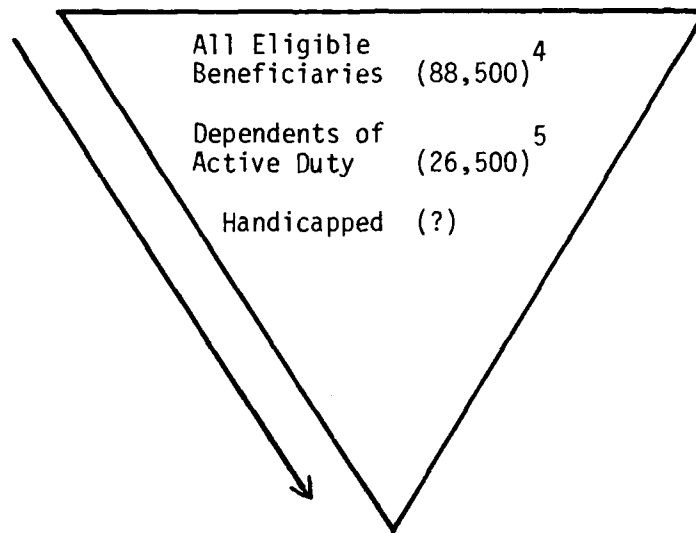 All Eligible
Beneficiaries (88,500)4
Dependents of
Active Duty (26,500)5
Handicapped (?)